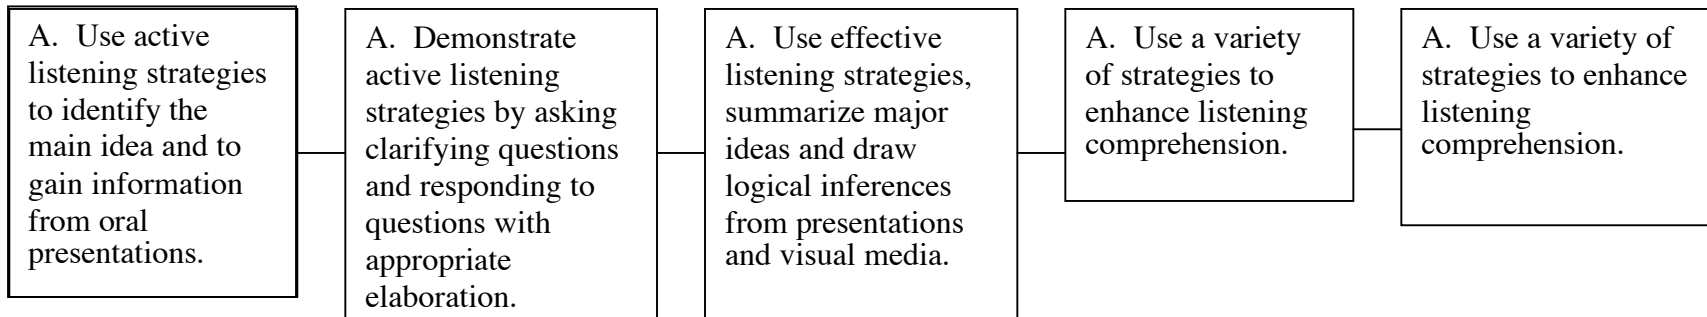 A.  Use active
listening strategies
to identify the
main idea and to
gain information
from oral
presentations.
A.  Demonstrate
active listening
strategies by asking
clarifying questions
and responding to
questions with
appropriate
elaboration.
A.  Use effective
listening strategies,
summarize major
ideas and draw
logical inferences
from presentations
and visual media.
A.  Use a variety
of strategies to
enhance listening
comprehension.
A.  Use a variety of
strategies to enhance
listening
comprehension.